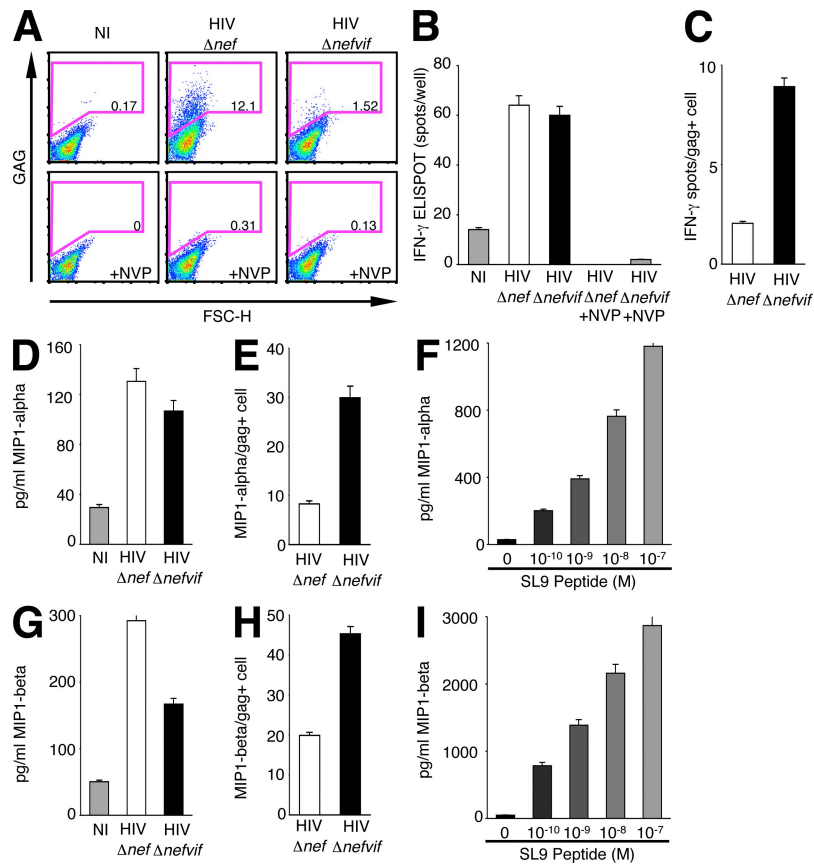 A
NI
HIV
Δnef
HIV
Δnefvif
GAG
0.17
12.1
1.52
0
+NVP
0.31
+NVP
0.13
+NVP
FSC-H
B
IFN-γ ELISPOT (spots/well)
80
60
40
20
0
NI HIV HIV HIV HIV
Δnef Δnefvif Δnef Δnefvif
+NVP +NVP
C
IFN-γ spots/gag+ cell
10
5
0
HIV HIV
Δnef Δnefvif
D
pg/ml MIP1-alpha
160
120
80
40
0
NI HIV HIV
Δnef Δnefvif
E
MIP1-alpha/gag+ cell
40
30
20
10
0
HIV HIV
Δnef Δnefvif
F
pg/ml MIP1-alpha
1200
800
400
0
0 10⁻¹⁰ 10⁻⁹ 10⁻⁸ 10⁻⁷
SL9 Peptide (M)
G
pg/ml MIP1-beta
300
200
100
0
NI HIV HIV
Δnef Δnefvif
H
MIP1-beta/gag+ cell
50
40
30
20
10
0
HIV HIV
Δnef Δnefvif
I
pg/ml MIP1-beta
3000
2000
1000
0
0 10⁻¹⁰ 10⁻⁹ 10⁻⁸ 10⁻⁷
SL9 Peptide (M)